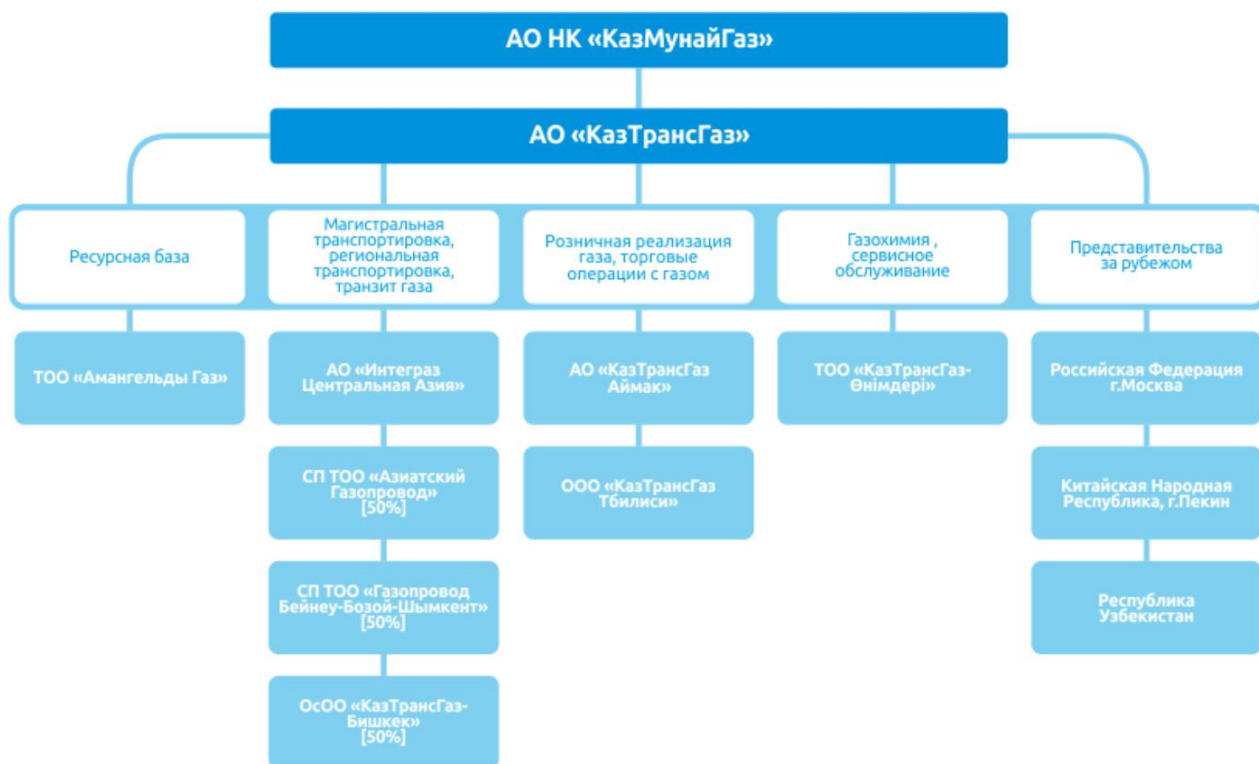 АО НК «КазМунайГаз»
АО «КазТрансГаз»
Ресурсная база
Магистральная
транспортировка,
региональная
транспортировка,
транзит газа
Розничная реализация
газа, торговые
операции с газом
Газохимия ,
сервисное
обслуживание
Представительства
за рубежом
ТОО «Амангельды Газ»
АО «Интеграз
Центральная Азия»
АО «КазТрансГаз
Аймак»
ТОО «КазТрансГаз-
Өнімдері»
Российская Федерация
г.Москва
СП ТОО «Азиатский
Газопровод»
[50%]
ООО «КазТрансГаз
Тбилиси»
Китайская Народная
Республика, г.Пекин
СП ТОО «Газопровод
Бейнеу-Бозой-Шымкент»
[50%]
Республика
Узбекистан
ОсОО «КазТрансГаз-
Бишкек»
[50%]